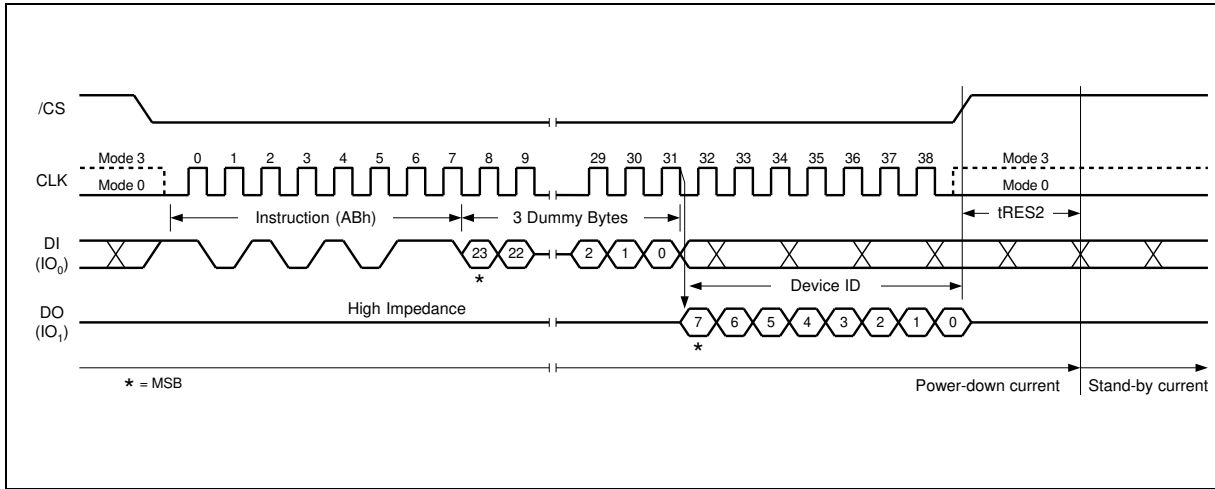 /CS
Mode 3 0 1 2 3 4 5 6 7 8 9 29 30 31 32 33 34 35 36 37 38 Mode 3
CLK
Mode 0 Mode 0
Instruction (ABh) 3 Dummy Bytes tRES2
DI
(IO0)
23 22 2 1 0
*
Device ID
High Impedance
DO
(IO1)
7 6 5 4 3 2 1 0
*
* = MSB
Power-down current Stand-by current